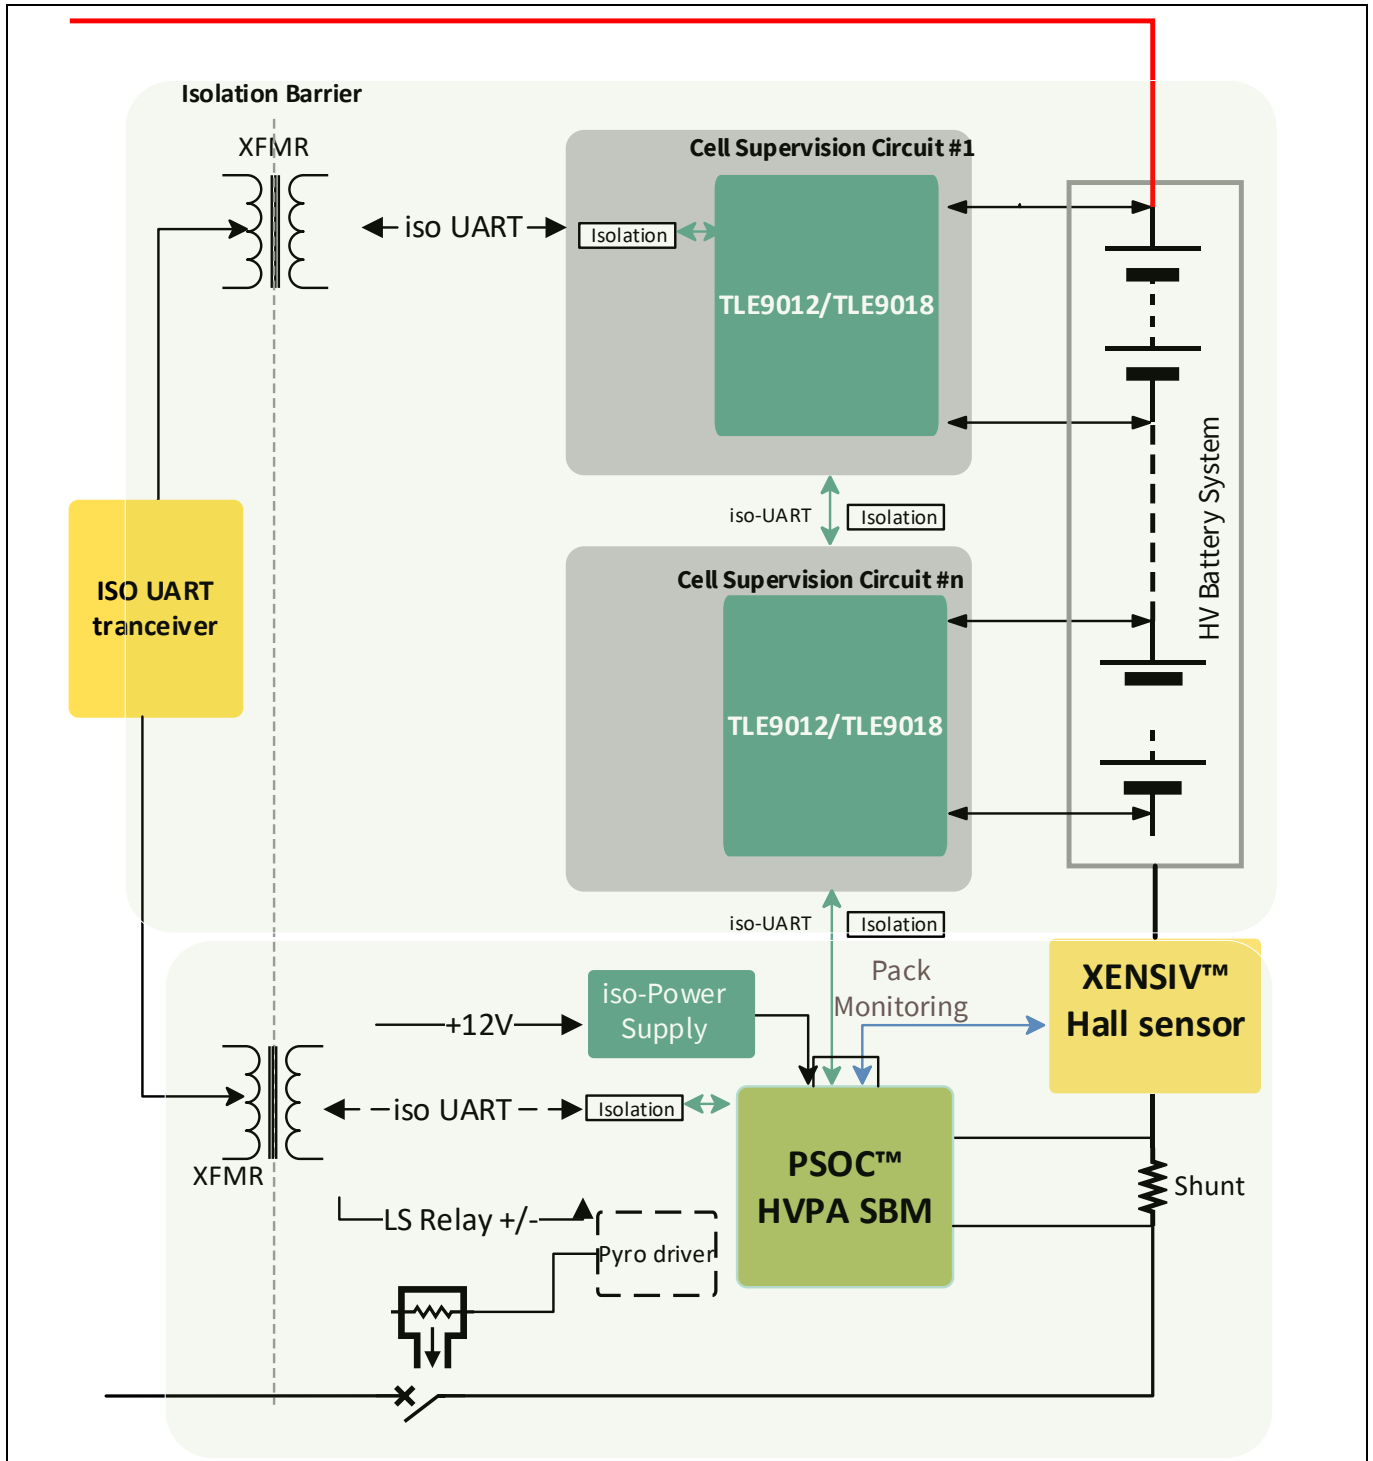 Isolation Barrier
XFMR
Cell Supervision Circuit #1
iso UART
Isolation
TLE9012/TLE9018
HV Battery System
iso-UART
Isolation
Cell Supervision Circuit #n
ISO UART
tranceiver
TLE9012/TLE9018
iso-UART
Isolation
Pack
Monitoring
XENSIV™
Hall sensor
iso-Power
Supply
+12V
iso UART
Isolation
XFMR
PSOC™
HVPA SBM
Shunt
LS Relay +/-
Pyro driver